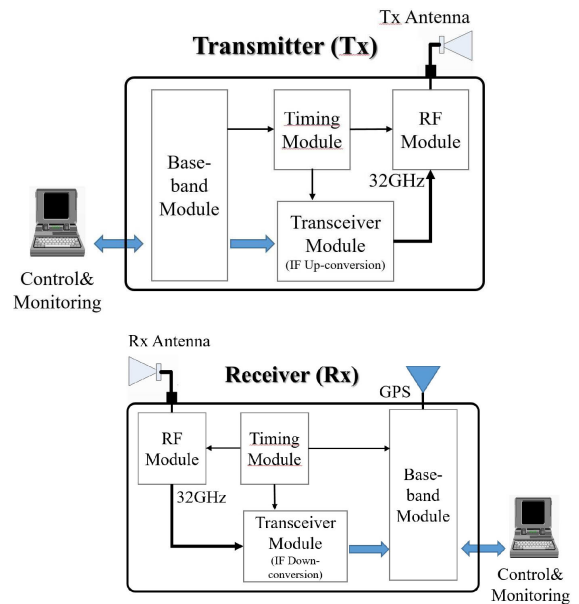 Tx Antenna
Transmitter (Tx)
Timing
Module
RF
Module
Base-
band
Module
32GHz
Transceiver
Module
(IF Up-conversion)
Control&
Monitoring
Rx Antenna
Receiver (Rx)
GPS
RF
Module
Timing
Module
Base-
band
Module
32GHz
Transceiver
Module
(IF Down-
conversion)
Control&
Monitoring